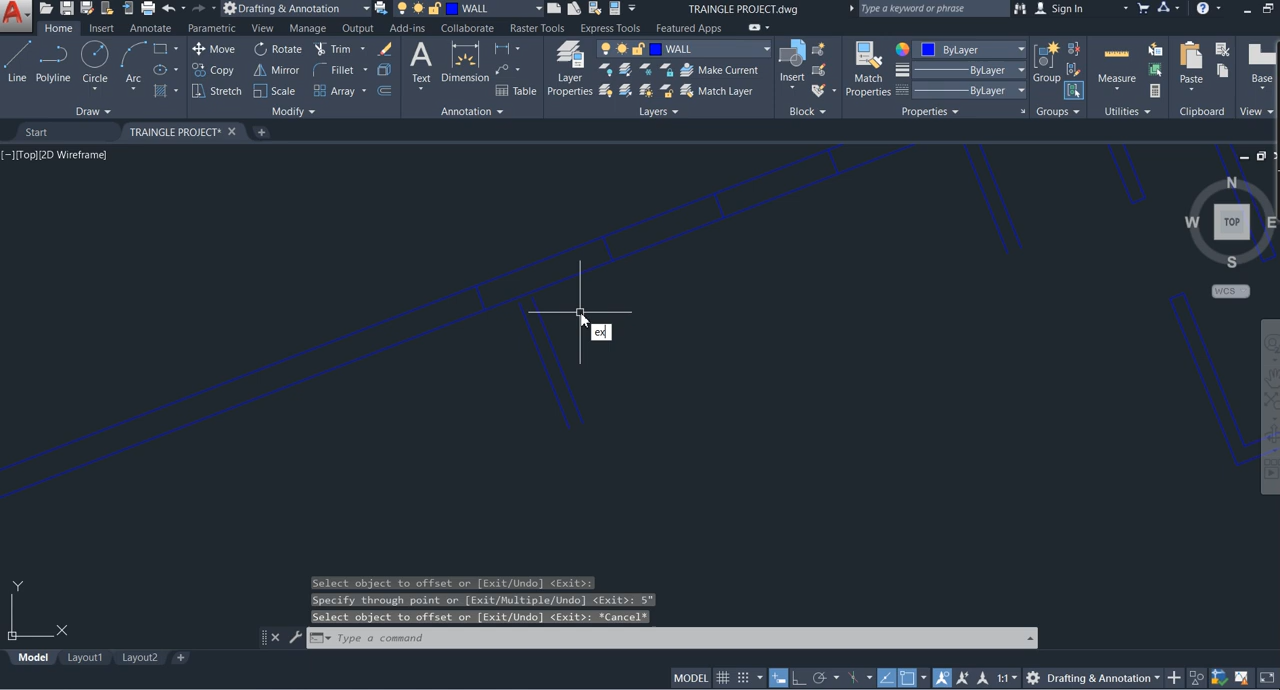 Drafting & Annotation WALL TRAINGLE PROJECT.dwg Type a keyword or phrase Sign In
Home Insert Annotate Parametric View Manage Output Add-ins Collaborate Raster Tools Express Tools Featured Apps
Line Polyline Circle Arc Move Rotate Trim Text Dimension Layer Properties WALL Insert Match Properties ByLayer Group Measure Paste Base
Copy Mirror Fillet Make Current ByLayer
Stretch Scale Array Table Match Layer ByLayer
Draw Modify Annotation Layers Block Properties Groups Utilities Clipboard View
Start TRAINGLE PROJECT*
[−][Top][2D Wireframe]
N
W TOP E
S
WCS
ex
Y
X
Select object to offset or [Exit/Undo] <Exit>:
Specify through point or [Exit/Multiple/Undo] <Exit>: 5"
Select object to offset or [Exit/Undo] <Exit>: *Cancel*
Type a command
Model Layout1 Layout2 +
MODEL 1:1 Drafting & Annotation